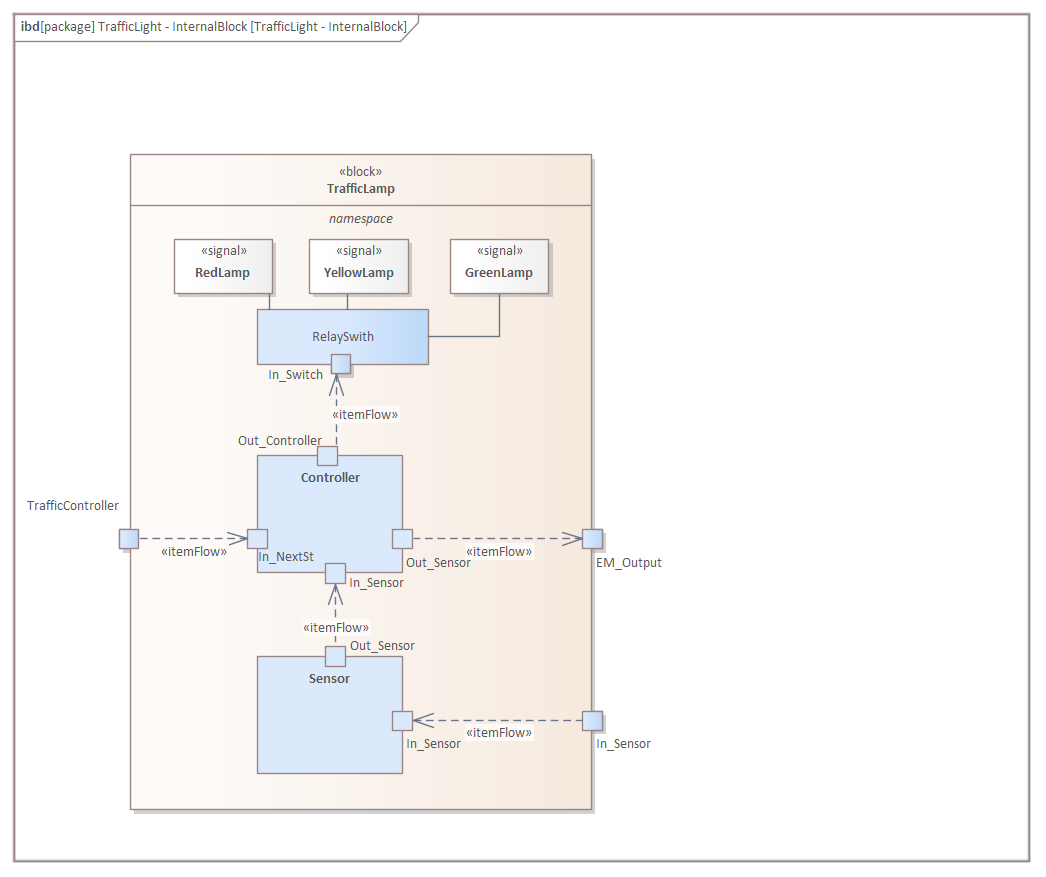 ibd[package] TrafficLight - InternalBlock [TrafficLight - InternalBlock]
«block»
TrafficLamp
namespace
«signal»
RedLamp
«signal»
YellowLamp
«signal»
GreenLamp
RelaySwith
In_Switch
«itemFlow»
Out_Controller
Controller
TrafficController
«itemFlow»
In_NextSt
Out_Sensor
«itemFlow»
EM_Output
In_Sensor
«itemFlow»
Out_Sensor
Sensor
In_Sensor
«itemFlow»
In_Sensor